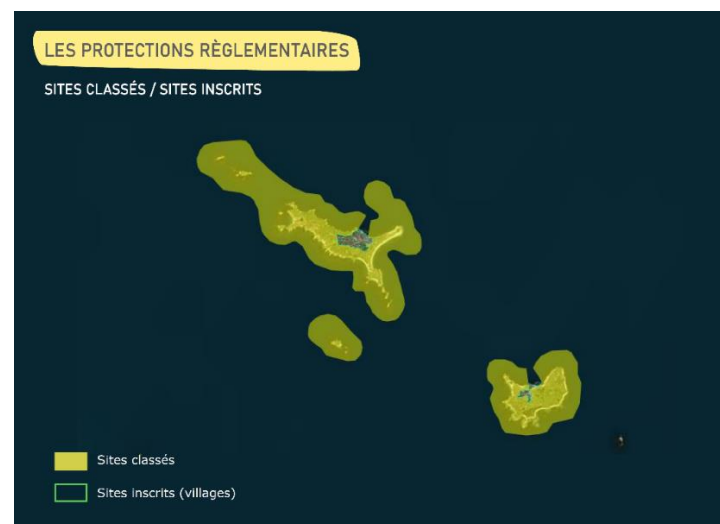 LES PROTECTIONS RÈGLEMENTAIRES
SITES CLASSÉS / SITES INSCRITS
Sites classés
Sites inscrits (villages)